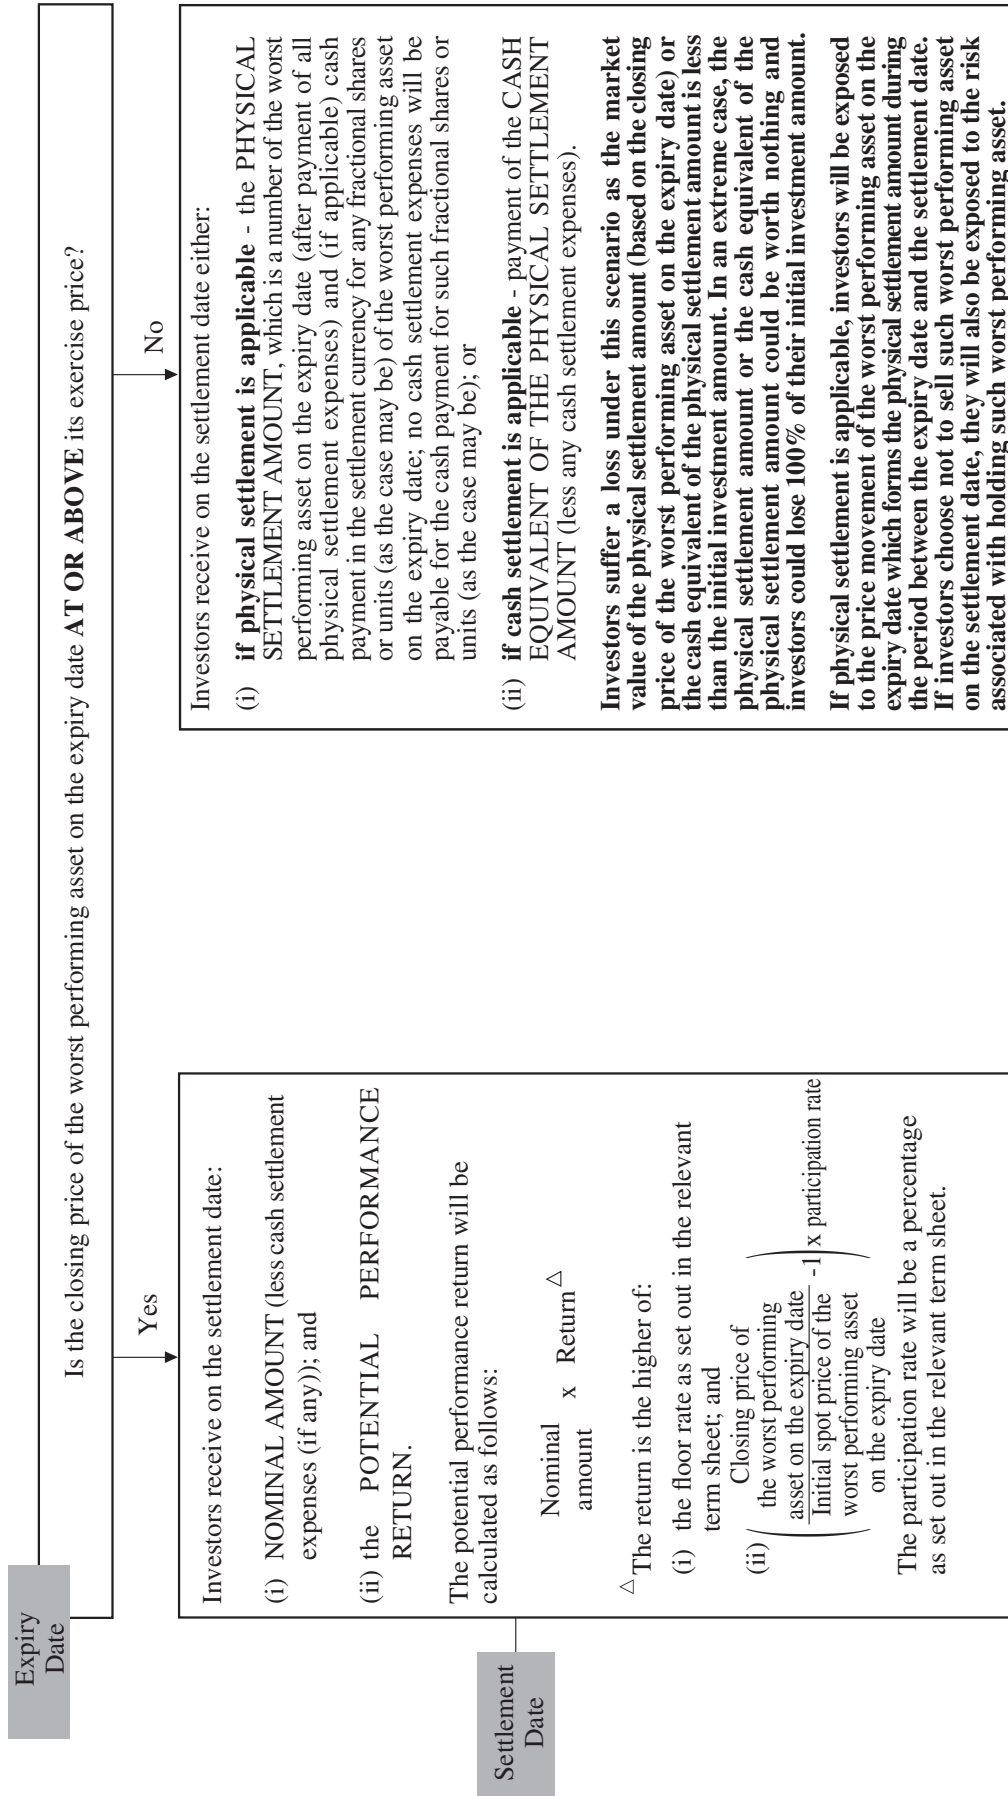 Expiry
Date
Is the closing price of the worst performing asset on the expiry date AT OR ABOVE its exercise price?
Yes
No
Settlement
Date
Investors receive on the settlement date:
(i) NOMINAL AMOUNT (less cash settlement
expenses (if any)); and
(ii) the POTENTIAL PERFORMANCE
RETURN.
The potential performance return will be
calculated as follows:
Nominal
amount x Return△
△The return is the higher of:
(i) the floor rate as set out in the relevant
term sheet; and
(ii)
Closing price of
the worst performing
asset on the expiry date
Initial spot price of the
worst performing asset
on the expiry date
( -1) x participation rate
The participation rate will be a percentage
as set out in the relevant term sheet.
Investors receive on the settlement date either:
(i) if physical settlement is applicable - the PHYSICAL
SETTLEMENT AMOUNT, which is a number of the worst
performing asset on the expiry date (after payment of all
physical settlement expenses) and (if applicable) cash
payment in the settlement currency for any fractional shares
or units (as the case may be) of the worst performing asset
on the expiry date; no cash settlement expenses will be
payable for the cash payment for such fractional shares or
units (as the case may be); or
(ii) if cash settlement is applicable - payment of the CASH
EQUIVALENT OF THE PHYSICAL SETTLEMENT
AMOUNT (less any cash settlement expenses).
Investors suffer a loss under this scenario as the market
value of the physical settlement amount (based on the closing
price of the worst performing asset on the expiry date) or
the cash equivalent of the physical settlement amount is less
than the initial investment amount. In an extreme case, the
physical settlement amount or the cash equivalent of the
physical settlement amount could be worth nothing and
investors could lose 100% of their initial investment amount.
If physical settlement is applicable, investors will be exposed
to the price movement of the worst performing asset on the
expiry date which forms the physical settlement amount during
the period between the expiry date and the settlement date.
If investors choose not to sell such worst performing asset
on the settlement date, they will also be exposed to the risk
associated with holding such worst performing asset.